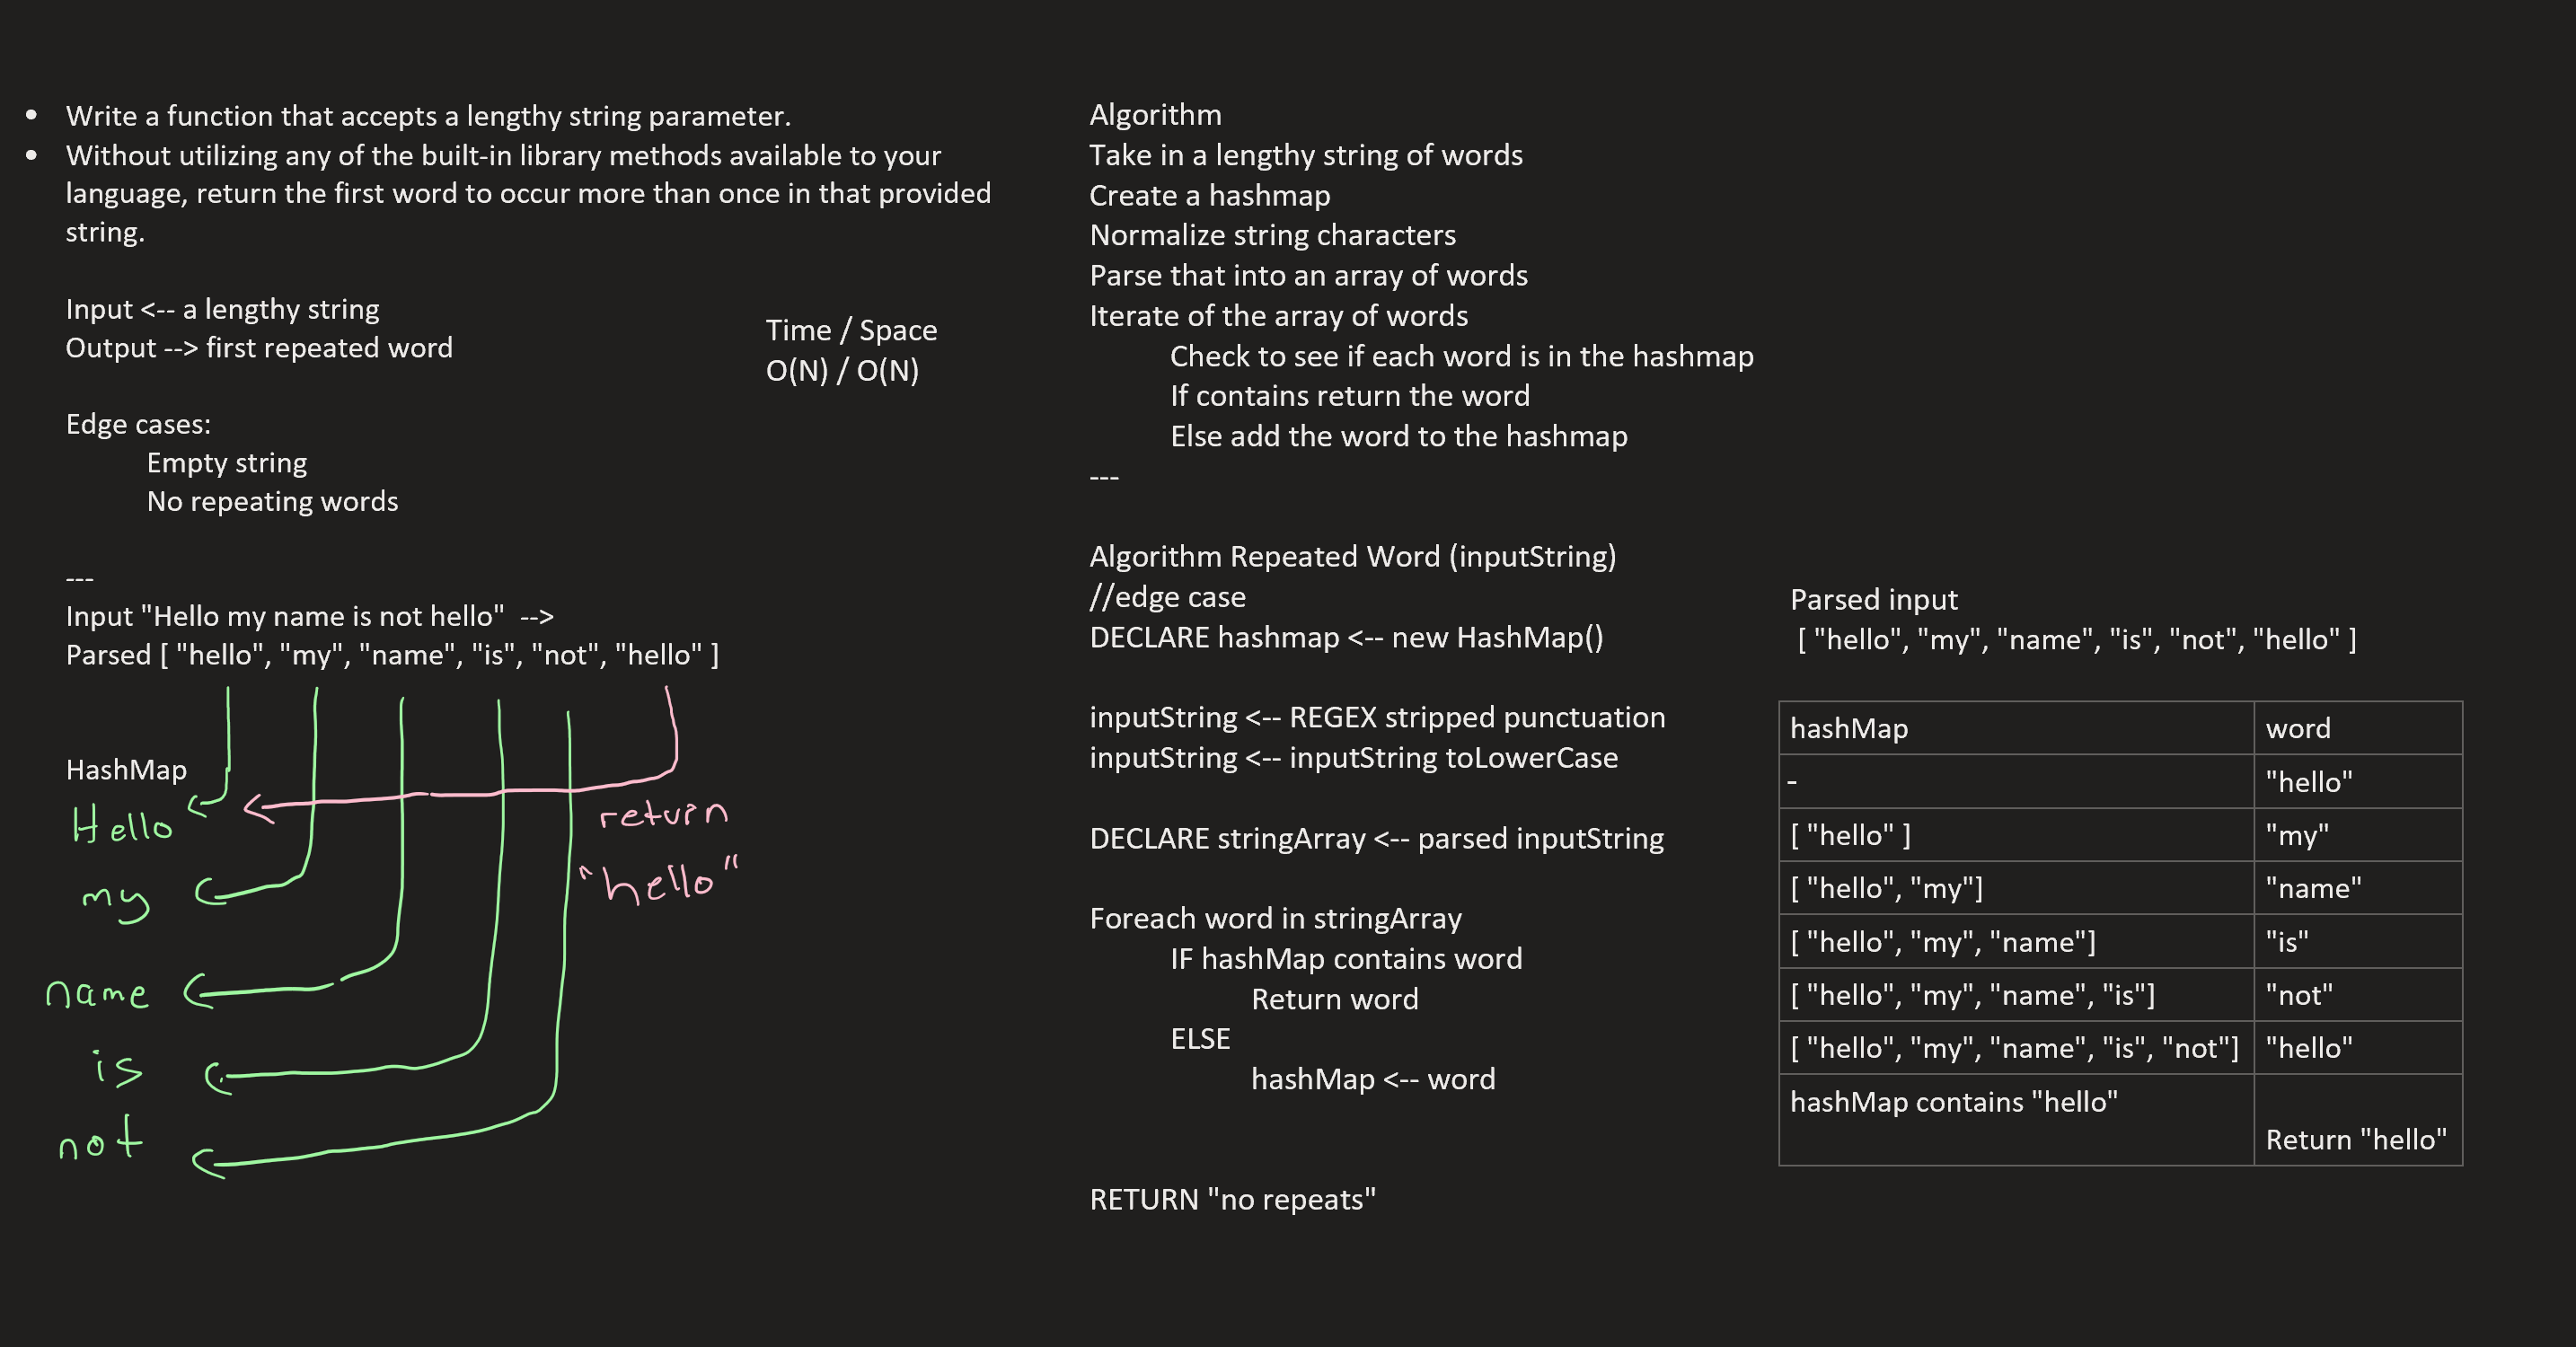 • Write a function that accepts a lengthy string parameter.
• Without utilizing any of the built-in library methods available to your
language, return the first word to occur more than once in that provided
string.
Input <-- a lengthy string
Output --> first repeated word
Time / Space
O(N) / O(N)
Edge cases:
Empty string
No repeating words
---
Input "Hello my name is not hello" -->
Parsed [ "hello", "my", "name", "is", "not", "hello" ]
HashMap
Hello
my
name
is
not
return
"hello"
Algorithm
Take in a lengthy string of words
Create a hashmap
Normalize string characters
Parse that into an array of words
Iterate of the array of words
Check to see if each word is in the hashmap
If contains return the word
Else add the word to the hashmap
---
Algorithm Repeated Word (inputString)
//edge case
DECLARE hashmap <-- new HashMap()
inputString <-- REGEX stripped punctuation
inputString <-- inputString toLowerCase
DECLARE stringArray <-- parsed inputString
Foreach word in stringArray
IF hashMap contains word
Return word
ELSE
hashMap <-- word
RETURN "no repeats"
Parsed input
[ "hello", "my", "name", "is", "not", "hello" ]
hashMap word
- "hello"
[ "hello" ] "my"
[ "hello", "my"] "name"
[ "hello", "my", "name"] "is"
[ "hello", "my", "name", "is"] "not"
[ "hello", "my", "name", "is", "not"] "hello"
hashMap contains "hello"
Return "hello"